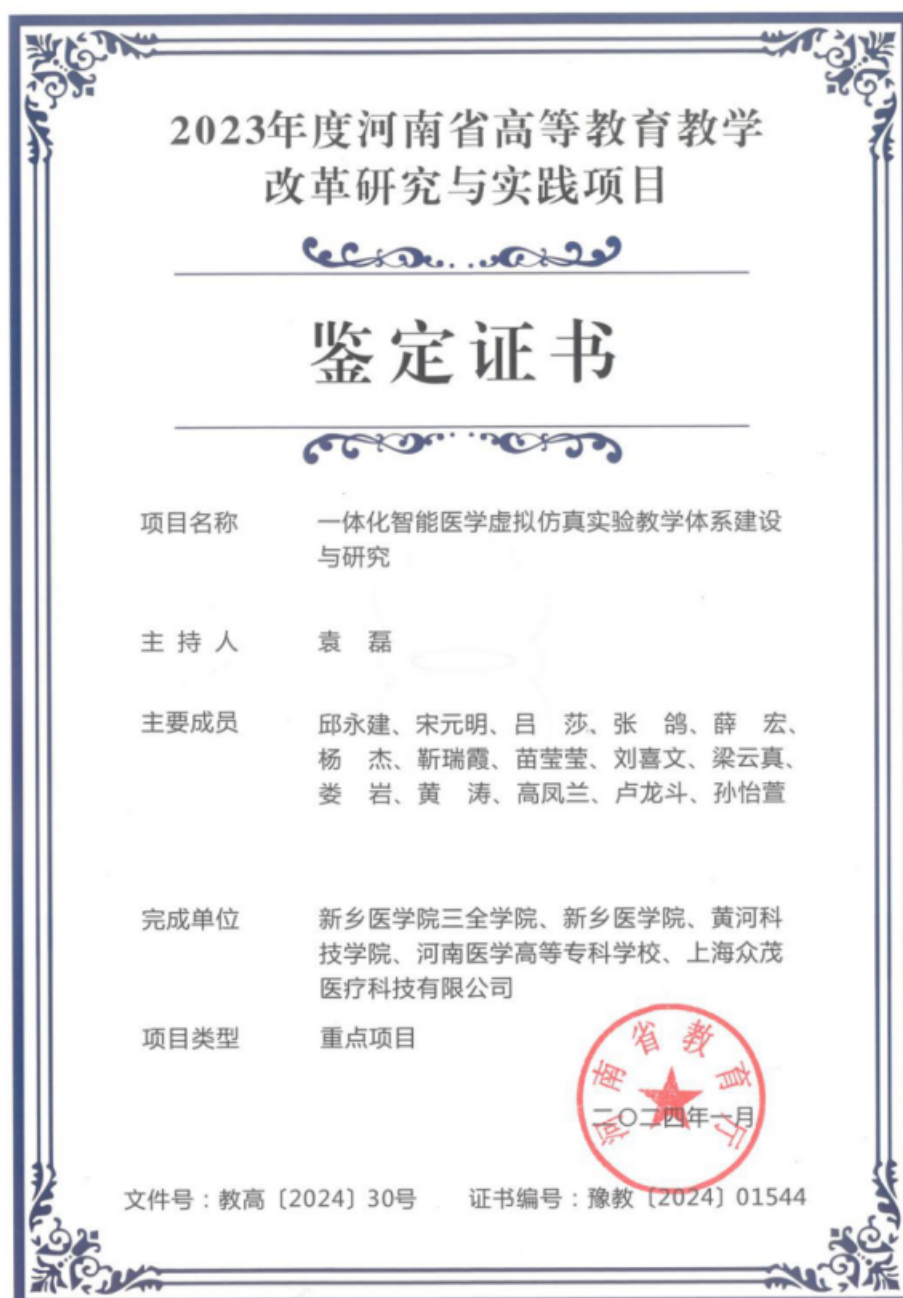 2023年度河南省高等教育教学
改革研究与实践项目
鉴定证书
项目名称 一体化智能医学虚拟仿真实验教学体系建设
与研究
主 持 人 袁 磊
主要成员 邱永建、宋元明、吕 莎、张 鸽、薛 宏、
杨 杰、靳瑞霞、苗莹莹、刘喜文、梁云真、
娄 岩、黄 涛、高凤兰、卢龙斗、孙怡萱
完成单位 新乡医学院三全学院、新乡医学院、黄河科
技学院、河南医学高等专科学校、上海众茂
医疗科技有限公司
项目类型 重点项目
河南省教育厅
二〇二四年一月
文件号：教高〔2024〕30号 证书编号：豫教〔2024〕01544